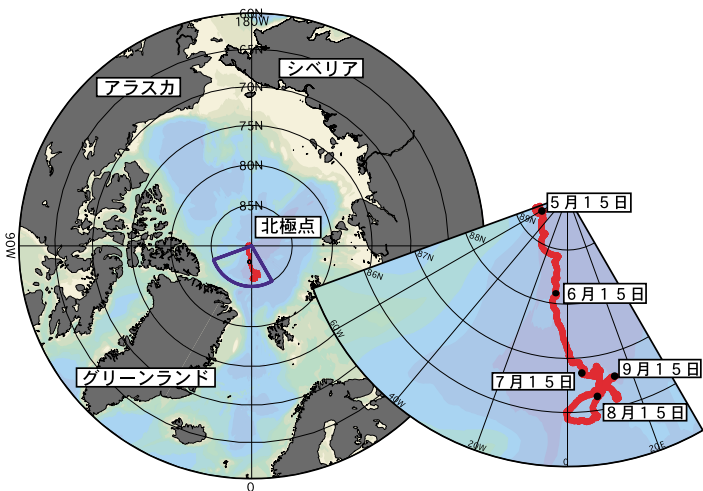 60N
180W
65N
シベリア
アラスカ
70N
75N
80N
85N
北極点
90W
グリーンランド
0
５月１５日
89N
88N
87N
86N
６月１５日
60W
９月１５日
７月１５日
40W
８月１５日
20W
0
20E